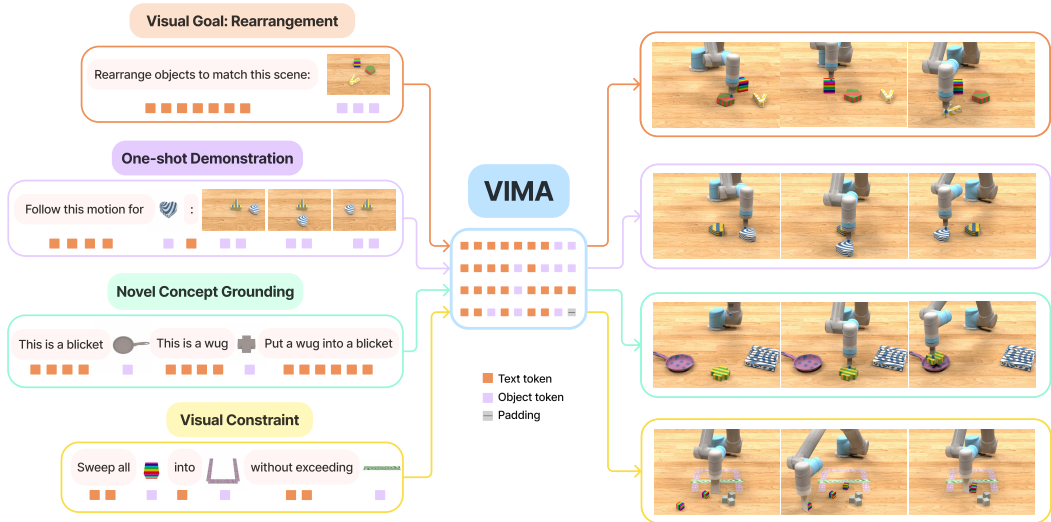 Visual Goal: Rearrangement
Rearrange objects to match this scene:
One-shot Demonstration
Follow this motion for :
Novel Concept Grounding
This is a blicket This is a wug Put a wug into a blicket
Visual Constraint
Sweep all into without exceeding
VIMA
Text token
Object token
Padding